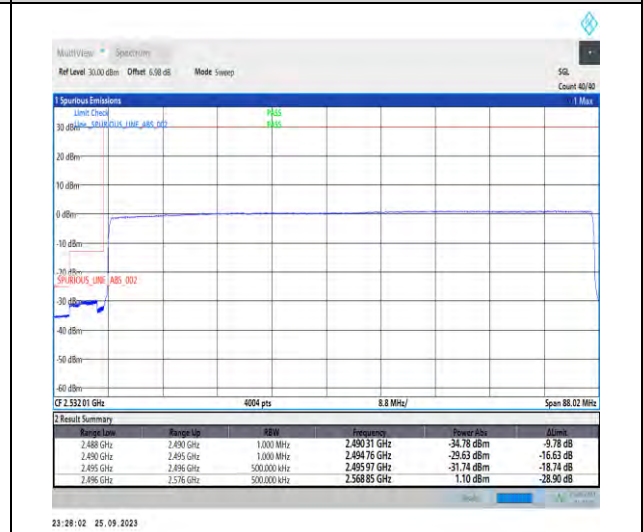 MultiView Spectrum
Ref Level 30.00 dBm Offset 6.98 dB Mode Sweep SGL
Count 40/40
1 Spurious Emissions 1 Max
Limit Check PASS
30 dBm Line_SPURIOUS_LINE_ABS_002 PASS
20 dBm
10 dBm
0 dBm
-10 dBm
-20 dBm
SPURIOUS_LINE_ABS_002
-30 dBm
-40 dBm
-50 dBm
-60 dBm
CF 2.532 01 GHz 4004 pts 8.8 MHz/ Span 88.02 MHz
2 Result Summary
Range Low Range Up RBW Frequency Power Abs ΔLimit
2.488 GHz 2.490 GHz 1.000 MHz 2.490 31 GHz -34.78 dBm -9.78 dB
2.490 GHz 2.495 GHz 1.000 MHz 2.494 76 GHz -29.63 dBm -16.63 dB
2.495 GHz 2.496 GHz 500.000 kHz 2.495 97 GHz -31.74 dBm -18.74 dB
2.496 GHz 2.576 GHz 500.000 kHz 2.568 85 GHz 1.10 dBm -28.90 dB
23:28:02 25.09.2023